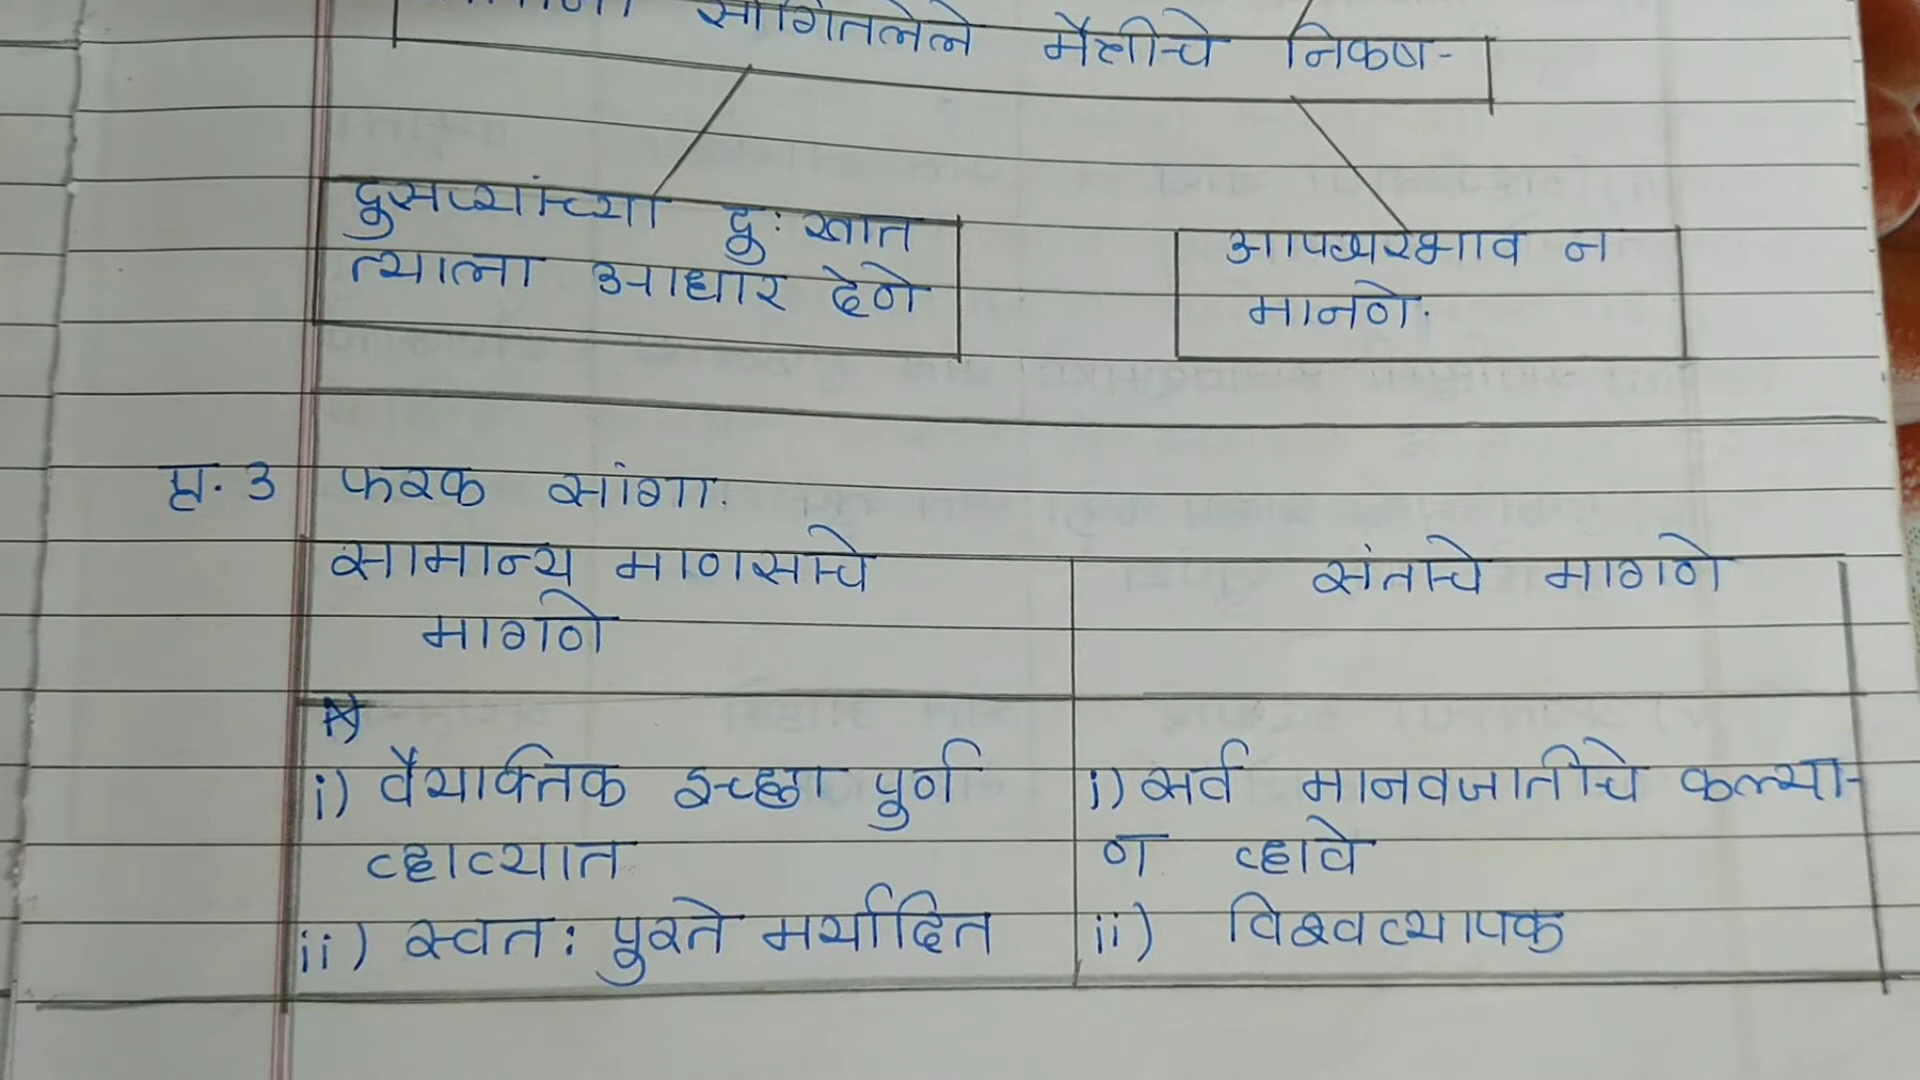 सांगितलेले मैत्रीचे निकष-
दुसऱ्यांच्या दुःखात
त्याला आधार देणे
आपपरभाव न
मानणे.
प्र. 3 फरक सांगा.
सामान्य माणसाचे
मागणे
संताचे मागणे
i) वैयक्तिक इच्छा पुर्ण
व्हाव्यात
i) सर्व मानवजातीचे कल्या-
ण व्हावे
ii) स्वतः पुरते मर्यादित
ii) विश्वव्यापक